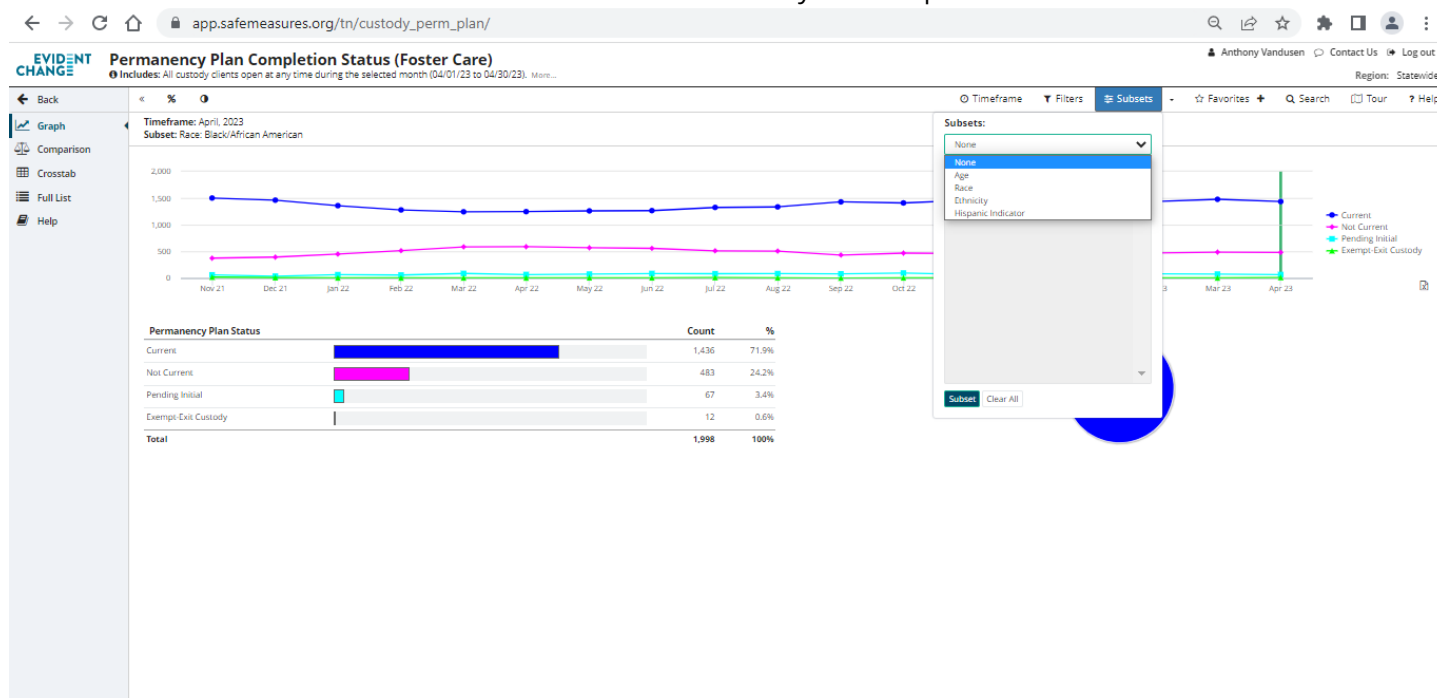 app.safemeasures.org/tn/custody_perm_plan/
EVIDENT
CHANGE
Permanency Plan Completion Status (Foster Care)
Includes: All custody clients open at any time during the selected month (04/01/23 to 04/30/23). More...
Anthony Vandusen Contact Us Log out
Region: Statewide
Back
« %
Timeframe Filters Subsets Favorites + Search Tour ? Help
Graph
Comparison
Crosstab
Full List
Help
Timeframe: April, 2023
Subset: Race: Black/African American
Subsets:
None
None
Age
Race
Ethnicity
Hispanic Indicator
2,000
1,500
1,000
500
0
Nov 21 Dec 21 Jan 22 Feb 22 Mar 22 Apr 22 May 22 Jun 22 Jul 22 Aug 22 Sep 22 Oct 22 3 Mar 23 Apr 23
Current
Not Current
Pending Initial
Exempt-Exit Custody
Permanency Plan Status Count %
Current 1,436 71.9%
Not Current 483 24.2%
Pending Initial 67 3.4%
Exempt-Exit Custody 12 0.6%
Total 1,998 100%
Subset Clear All